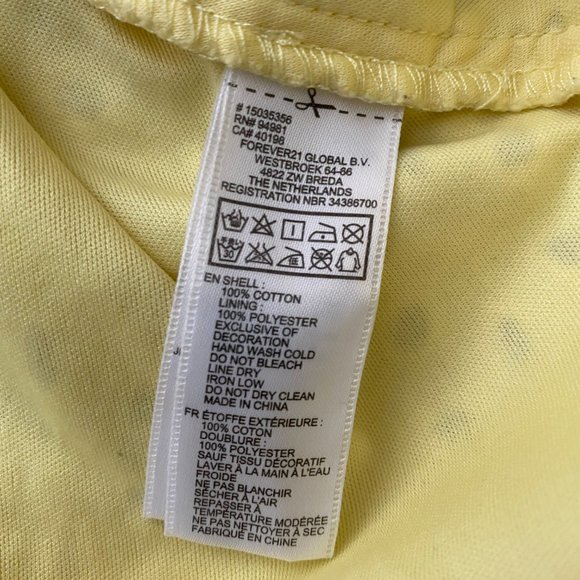 # 15035356
RN# 94981
CA# 40198
FOREVER21 GLOBAL B.V.
WESTBROEK 64-66
4822 ZW BREDA
THE NETHERLANDS
REGISTRATION NBR 34386700
30
EN SHELL :
100% COTTON
LINING :
100% POLYESTER
EXCLUSIVE OF
DECORATION
HAND WASH COLD
DO NOT BLEACH
LINE DRY
IRON LOW
DO NOT DRY CLEAN
MADE IN CHINA
FR ÉTOFFE EXTÉRIEURE :
100% COTON
DOUBLURE :
100% POLYESTER
SAUF TISSU DÉCORATIF
LAVER À LA MAIN À L'EAU
FROIDE
NE PAS BLANCHIR
SÉCHER À L'AIR
REPASSER À
TEMPÉRATURE MODÉRÉE
NE PAS NETTOYER À SEC
FABRIQUÉ EN CHINE